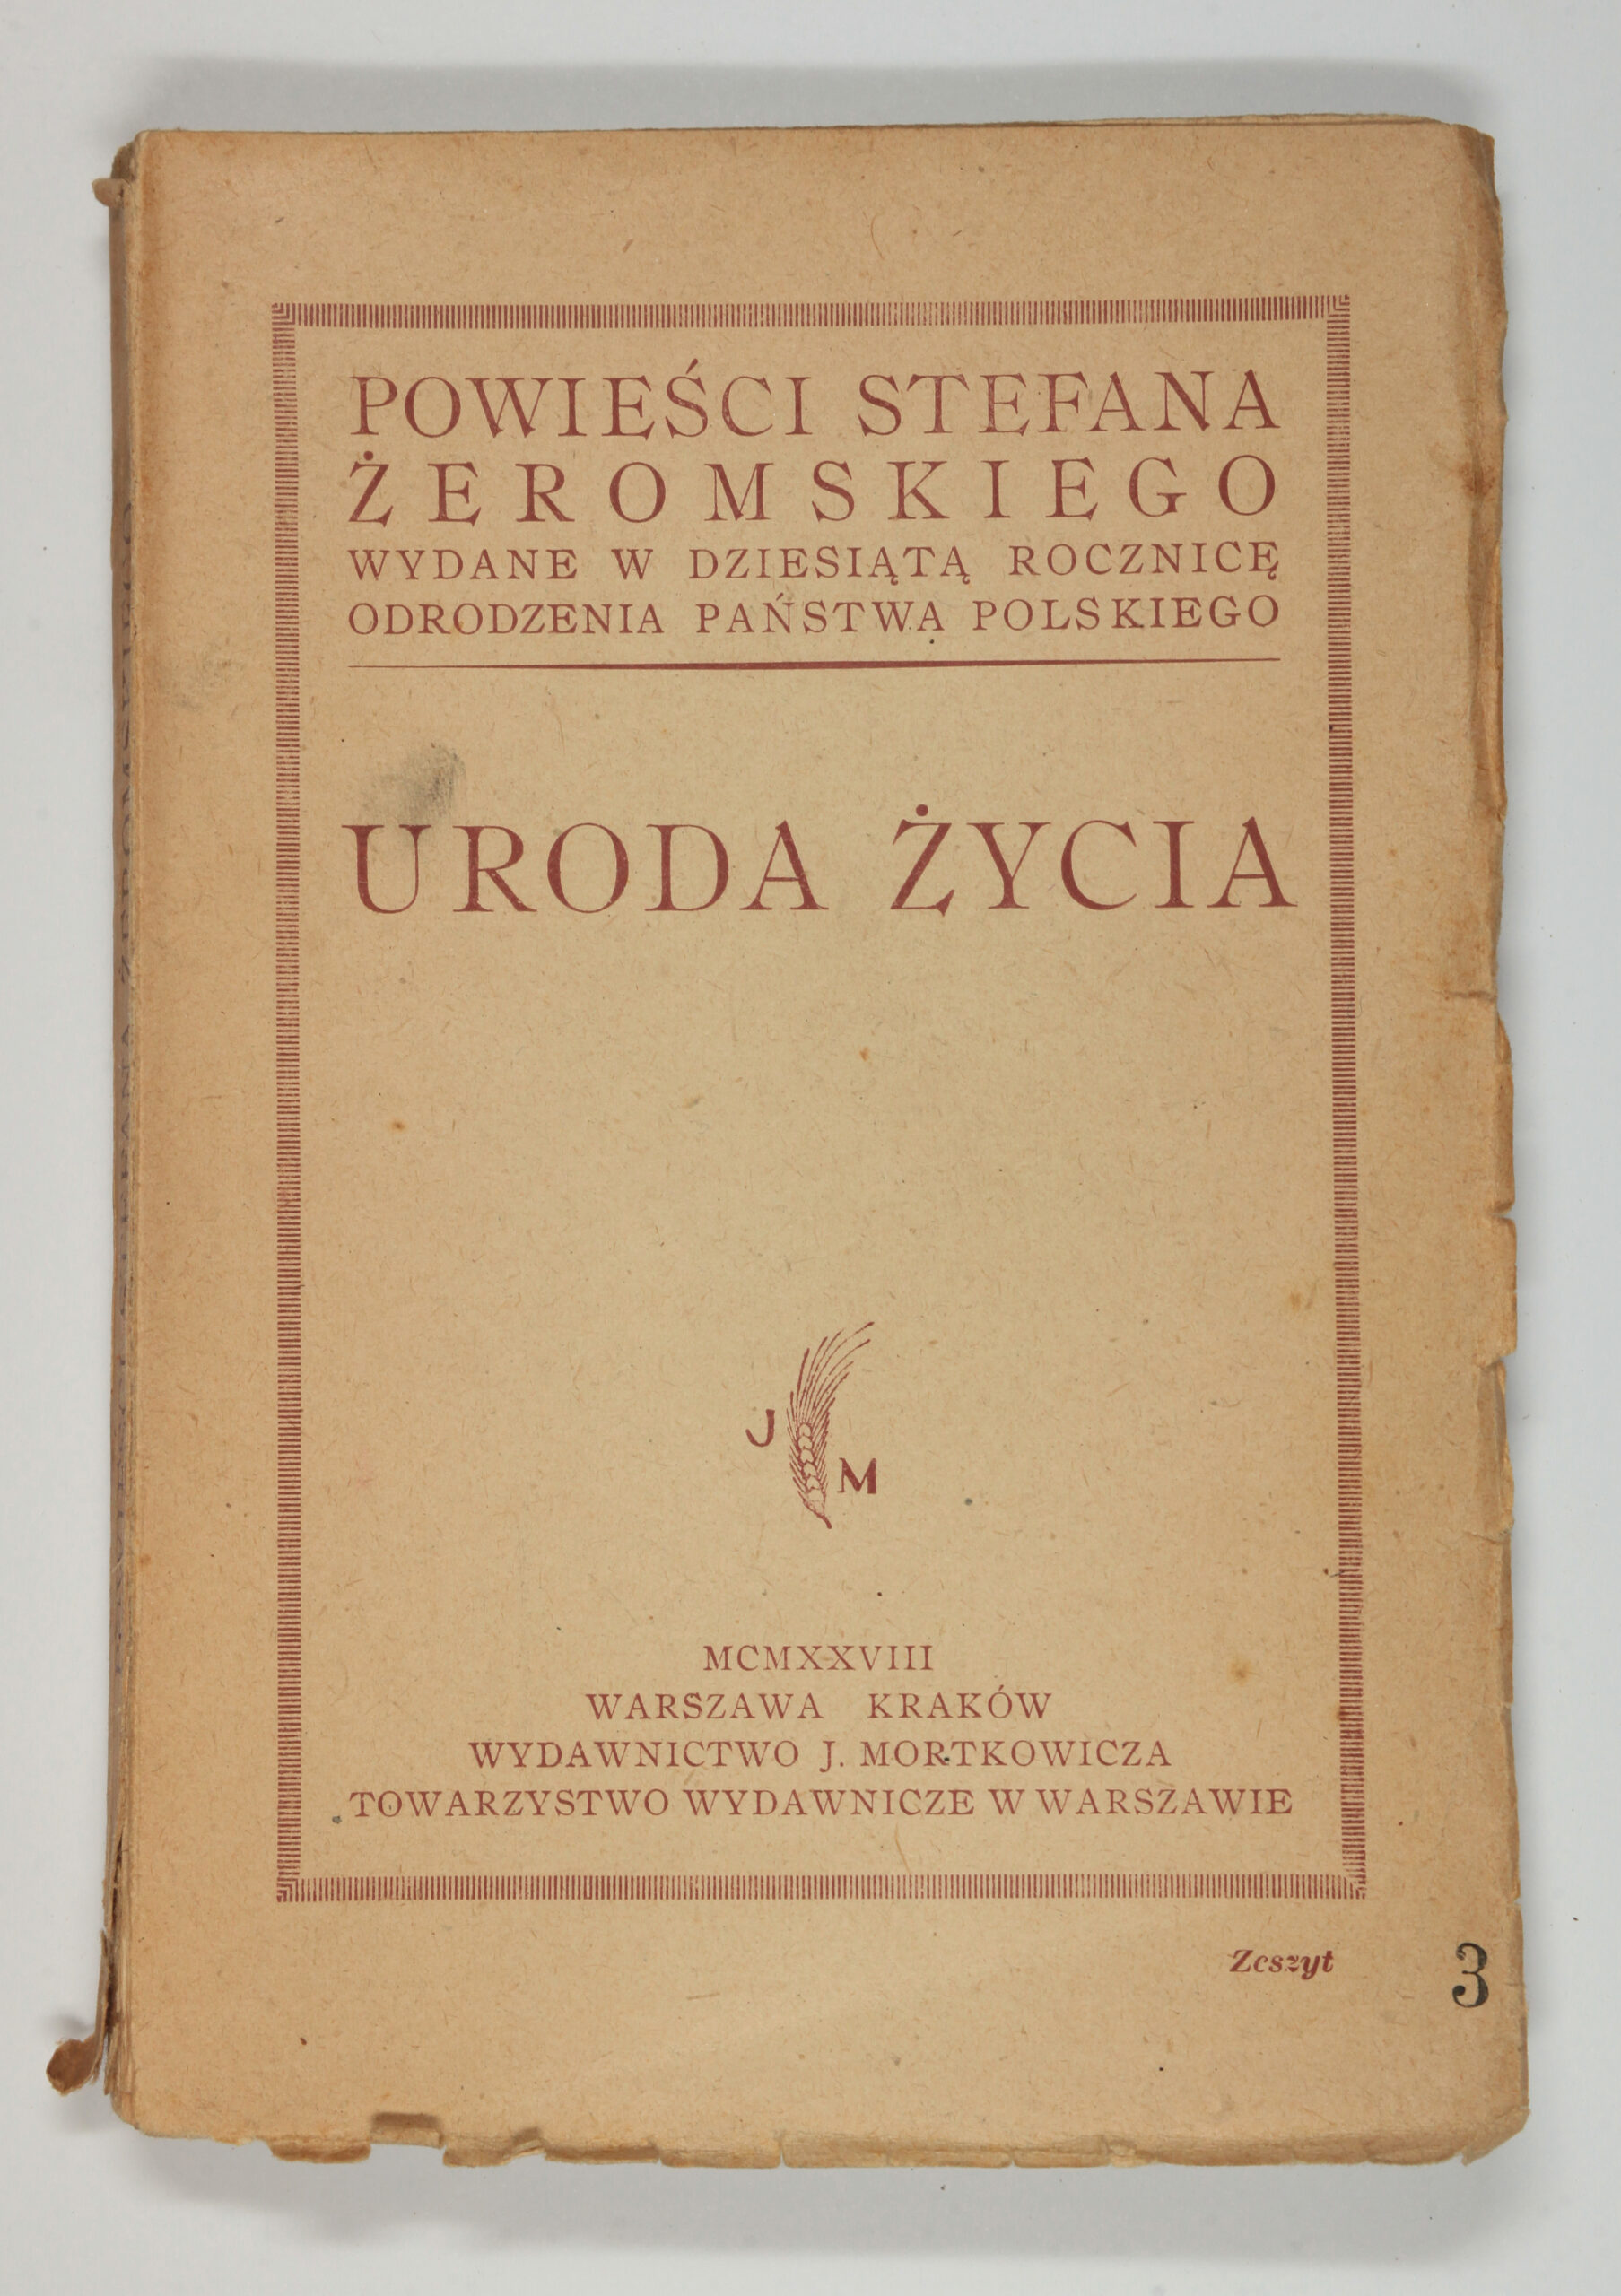 POWIEŚCI STEFANA
ŻEROMSKIEGO
WYDANE W DZIESIĄTĄ ROCZNICĘ
ODRODZENIA PAŃSTWA POLSKIEGO
URODA ŻYCIA
J
M
MCMXXVIII
WARSZAWA KRAKÓW
WYDAWNICTWO J. MORTKOWICZA
TOWARZYSTWO WYDAWNICZE W WARSZAWIE
Zeszyt 3